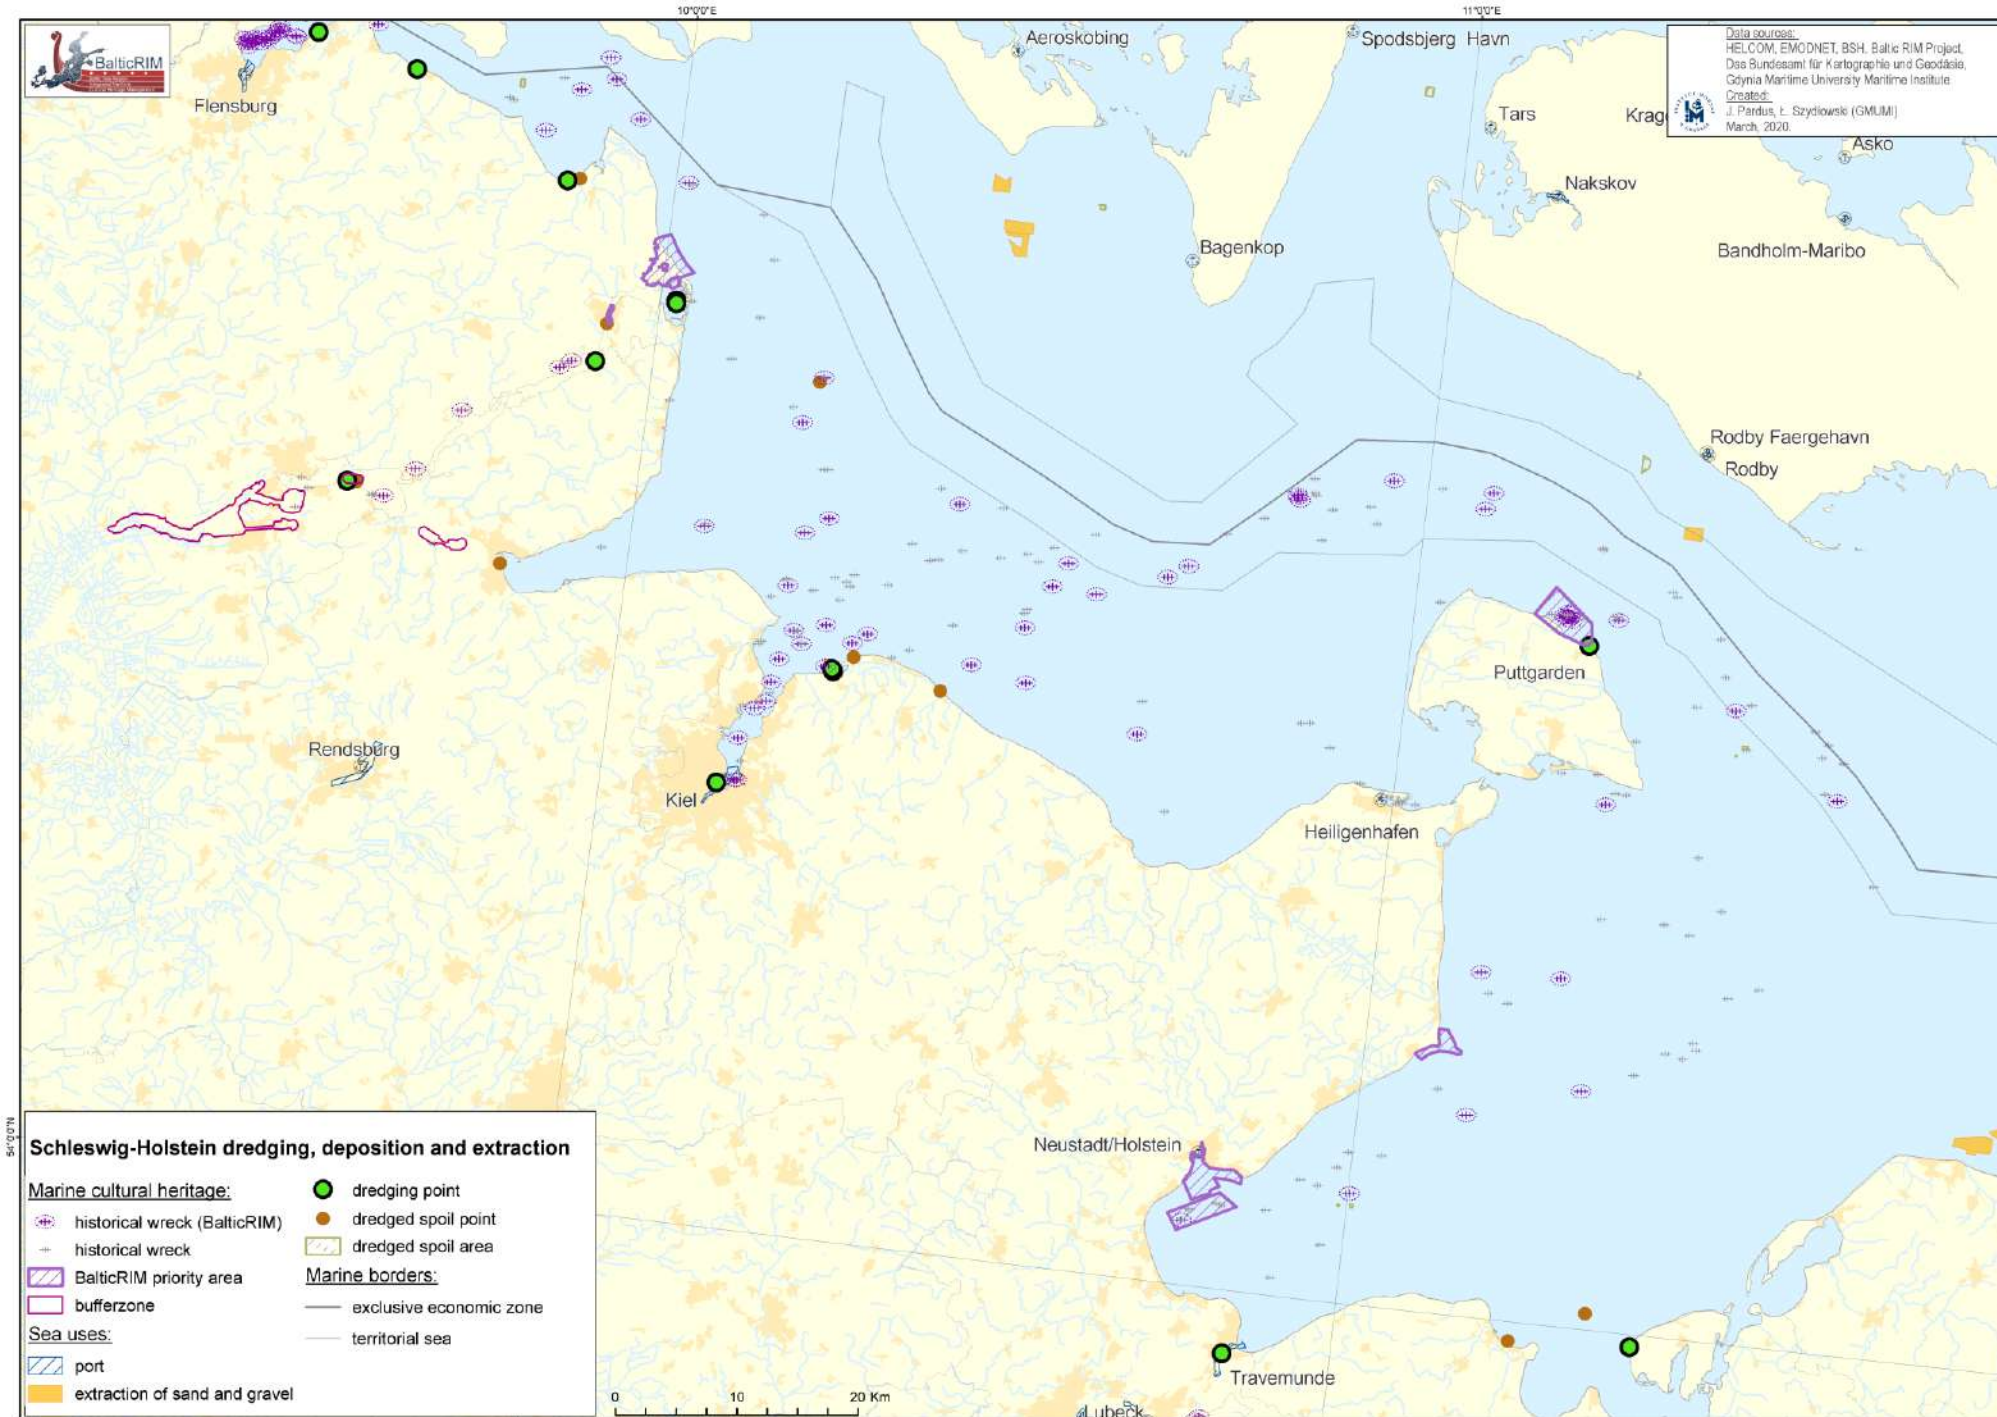 10°0'0"E
11°0'0"E
BalticRIM
Data sources:
HELCOM, EMODNET, BSH, Baltic RIM Project,
Das Bundesamt für Kartographie und Geodäsie,
Gdynia Maritime University Maritime Institute
Created:
J. Pardus, Ł. Szydłowski (GMUMI)
March, 2020.
Aeroskobing
Spodsbjerg Havn
Flensburg
Tars
Krag
Asko
Nakskov
Bagenkop
Bandholm-Maribo
Rodby Faergehavn
Rodby
Puttgarden
Rendsburg
Kiel
Heiligenhafen
54°0'0"N
Neustadt/Holstein
Travemunde
Lubeck
Schleswig-Holstein dredging, deposition and extraction
Marine cultural heritage:
historical wreck (BalticRIM)
historical wreck
BalticRIM priority area
bufferzone
Sea uses:
port
extraction of sand and gravel
dredging point
dredged spoil point
dredged spoil area
Marine borders:
exclusive economic zone
territorial sea
0 10 20 Km